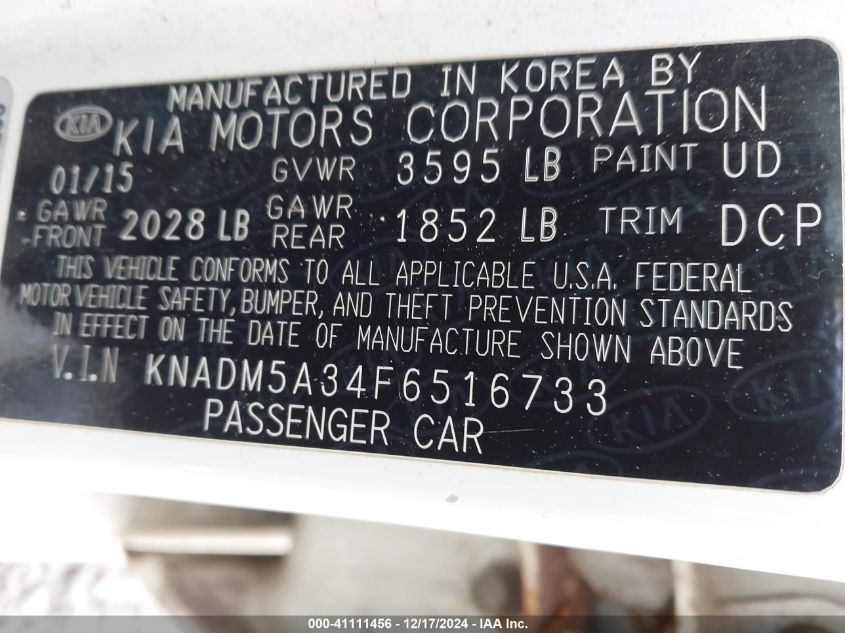 MANUFACTURED IN KOREA BY
KIA KIA MOTORS CORPORATION
01/15 GVWR 3595 LB PAINT UD
GAWR FRONT 2028 LB GAWR REAR 1852 LB TRIM DCP
THIS VEHICLE CONFORMS TO ALL APPLICABLE U.S.A. FEDERAL
MOTOR VEHICLE SAFETY, BUMPER, AND THEFT PREVENTION STANDARDS
IN EFFECT ON THE DATE OF MANUFACTURE SHOWN ABOVE
V.I.N KNADM5A34F6516733
PASSENGER CAR
000-41111456 - 12/17/2024 - IAA Inc.